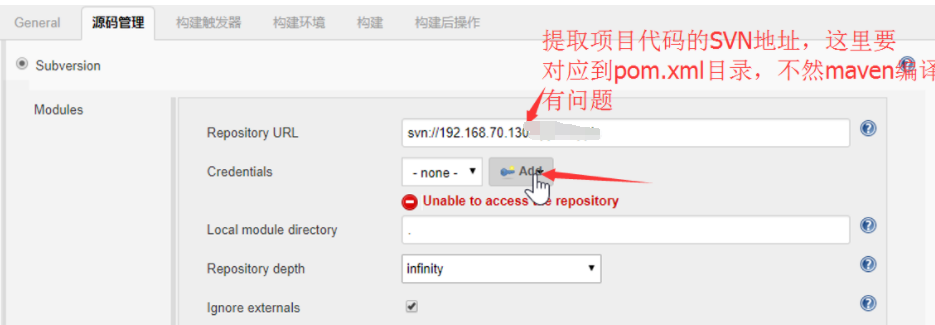 General 源码管理 构建触发器 构建环境 构建 构建后操作
提取项目代码的SVN地址，这里要
对应到pom.xml目录，不然maven编译
有问题
Subversion
Modules
Repository URL svn://192.168.70.130
Credentials - none - Add
Unable to access the repository
Local module directory .
Repository depth infinity
Ignore externals